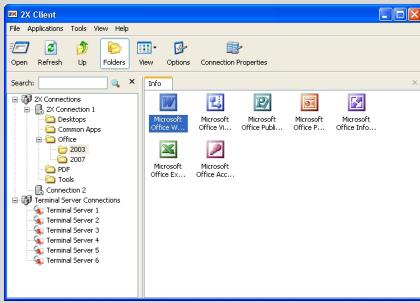 2X Client
File Applications Tools View Help
Open Refresh Up Folders View Options Connection Properties
Search:
Info
2X Connections
2X Connection 1
Desktops
Common Apps
Office
2003
2007
PDF
Tools
Connection 2
Terminal Server Connections
Terminal Server 1
Terminal Server 2
Terminal Server 3
Terminal Server 4
Terminal Server 5
Terminal Server 6
Microsoft Office W...
Microsoft Office Vi...
Microsoft Office Publi...
Microsoft Office P...
Microsoft Office Info...
Microsoft Office Ex...
Microsoft Office Acc...